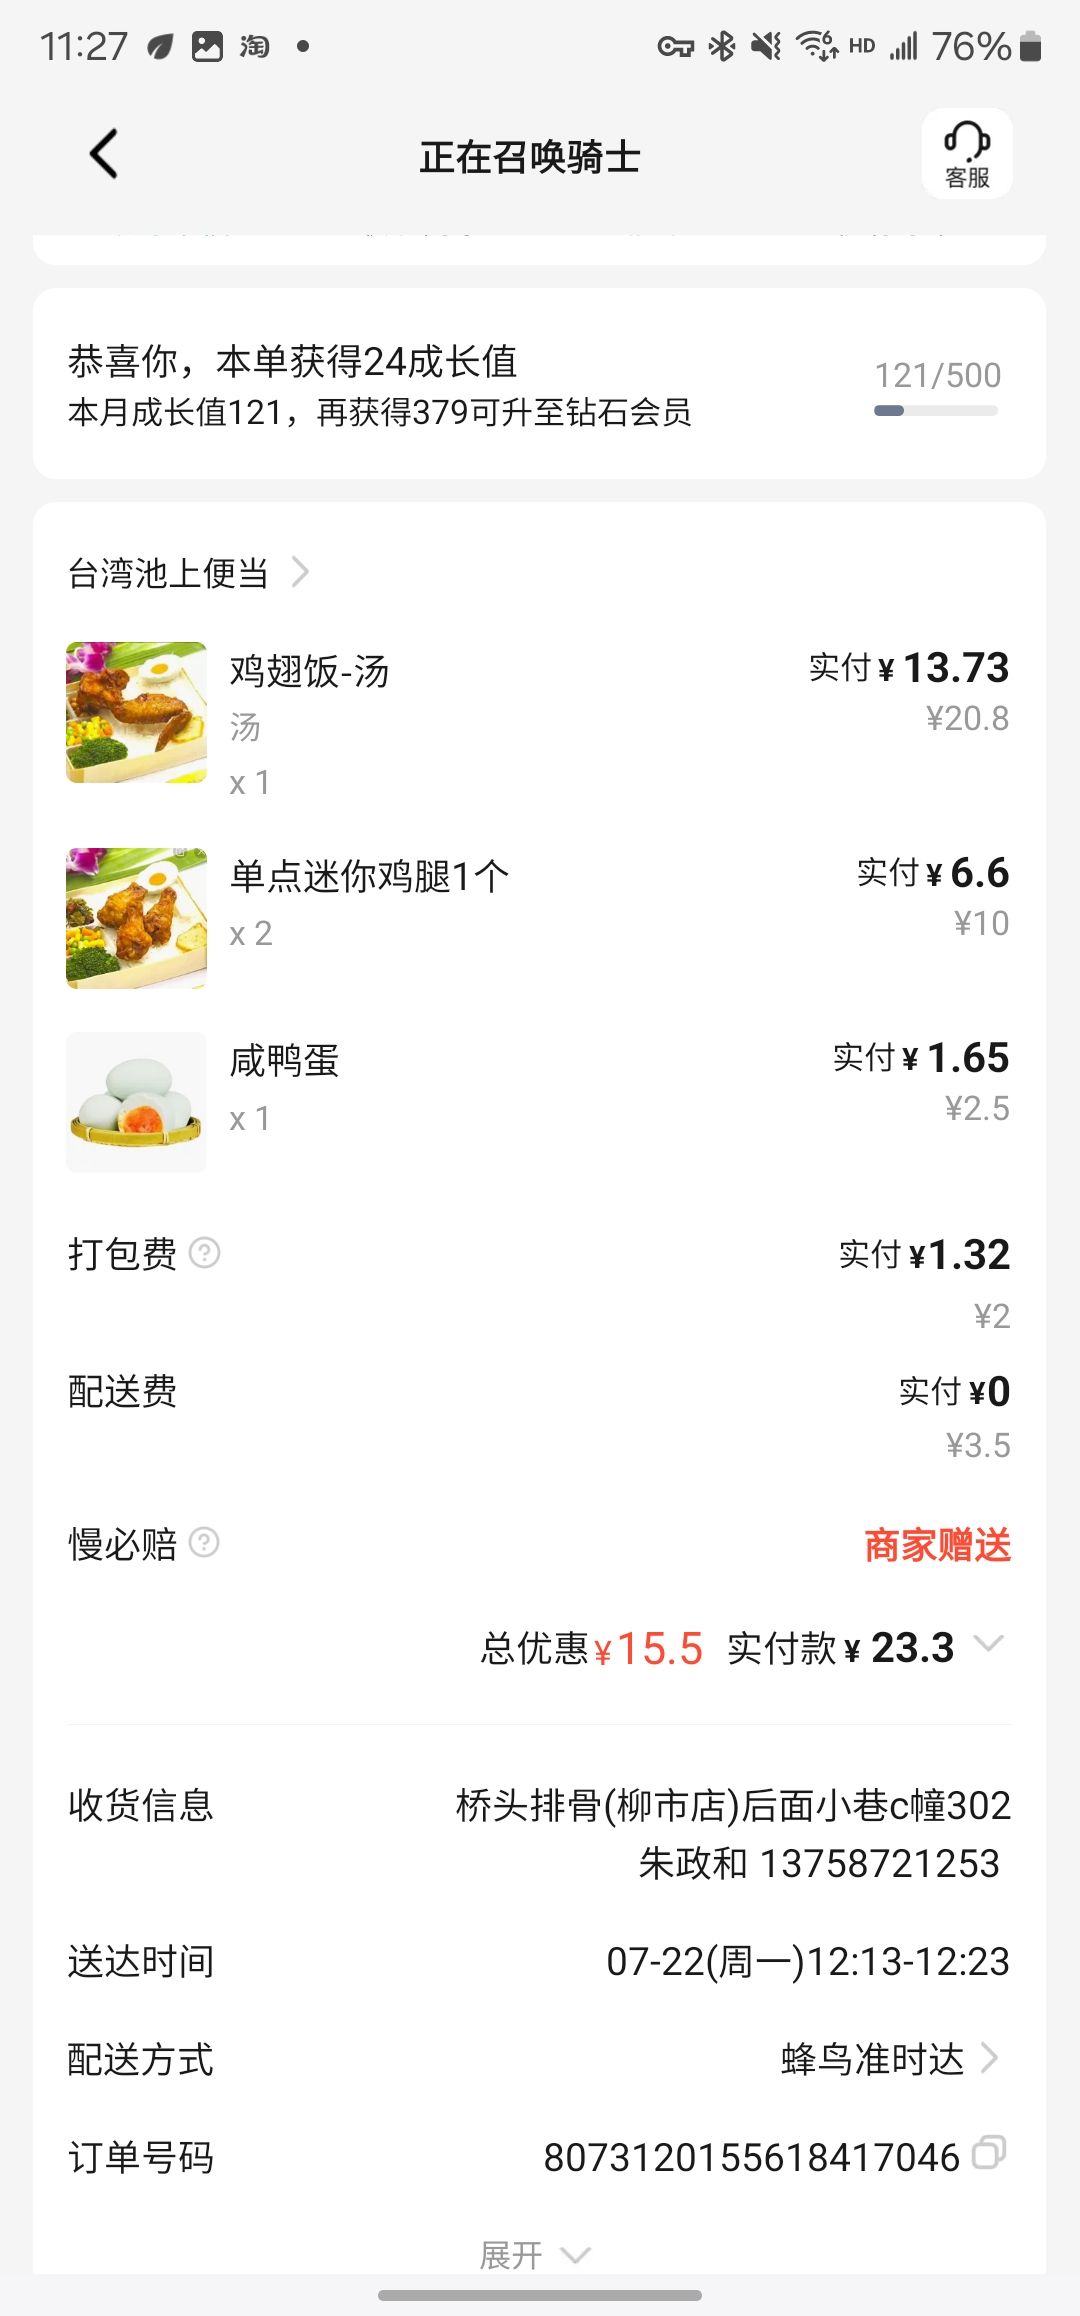 11:27 淘 HD 76%
正在召唤骑士
客服
恭喜你，本单获得24成长值
121/500
本月成长值121，再获得379可升至钻石会员
台湾池上便当
鸡翅饭-汤 实付 ¥ 13.73
汤 ¥20.8
x 1
单点迷你鸡腿1个 实付 ¥ 6.6
x 2 ¥10
咸鸭蛋 实付 ¥ 1.65
x 1 ¥2.5
打包费 实付 ¥1.32
¥2
配送费 实付 ¥0
¥3.5
慢必赔 商家赠送
总优惠 ¥15.5 实付款 ¥ 23.3
收货信息 桥头排骨(柳市店)后面小巷c幢302
朱政和 13758721253
送达时间 07-22(周一)12:13-12:23
配送方式 蜂鸟准时达
订单号码 8073120155618417046
展开